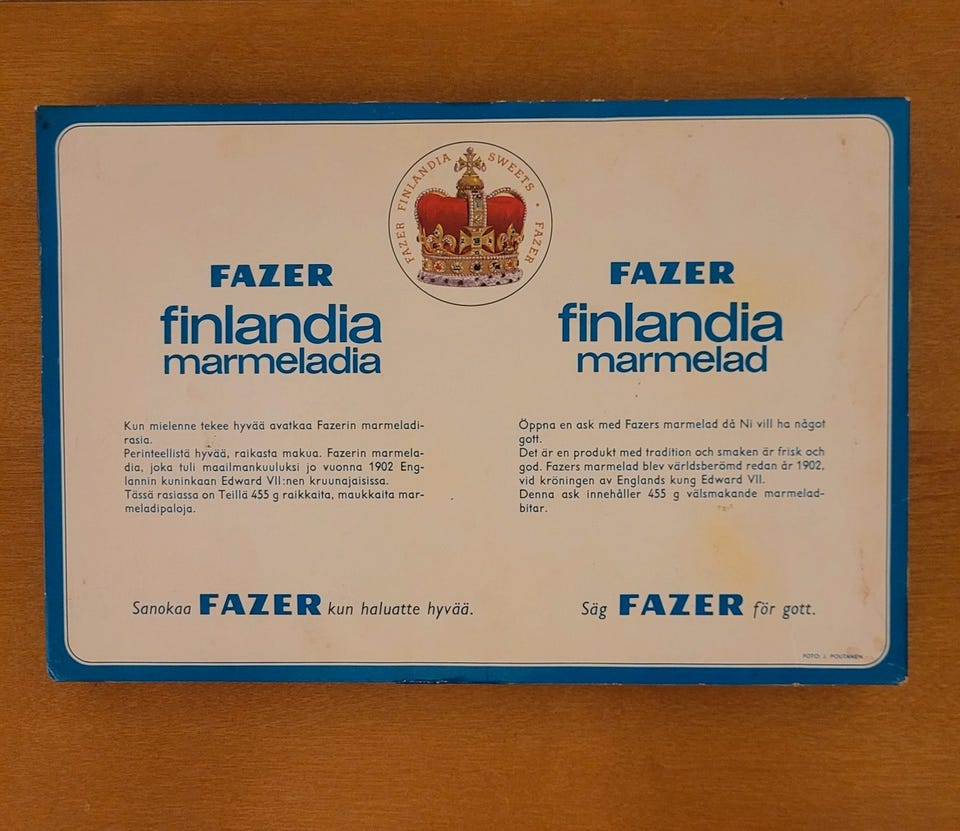 FAZER FINLANDIA SWEETS • FAZER
FAZER
finlandia
marmeladia
Kun mielenne tekee hyvää avatkaa Fazerin marmeladi-
rasia.
Perinteellistä hyvää, raikasta makua. Fazerin marmela-
dia, joka tuli maailmankuuluksi jo vuonna 1902 Eng-
lannin kuninkaan Edward VII:nen kruunajaisissa.
Tässä rasiassa on Teillä 455 g raikkaita, maukkaita mar-
meladipaloja.
Sanokaa FAZER kun haluatte hyvää.
FAZER
finlandia
marmelad
Öppna en ask med Fazers marmelad då Ni vill ha något
gott.
Det är en produkt med tradition och smaken är frisk och
god. Fazers marmelad blev världsberömd redan år 1902,
vid kröningen av Englands kung Edward VII.
Denna ask innehåller 455 g välsmakande marmelad-
bitar.
Säg FAZER för gott.
FOTO: J. POUTANEN